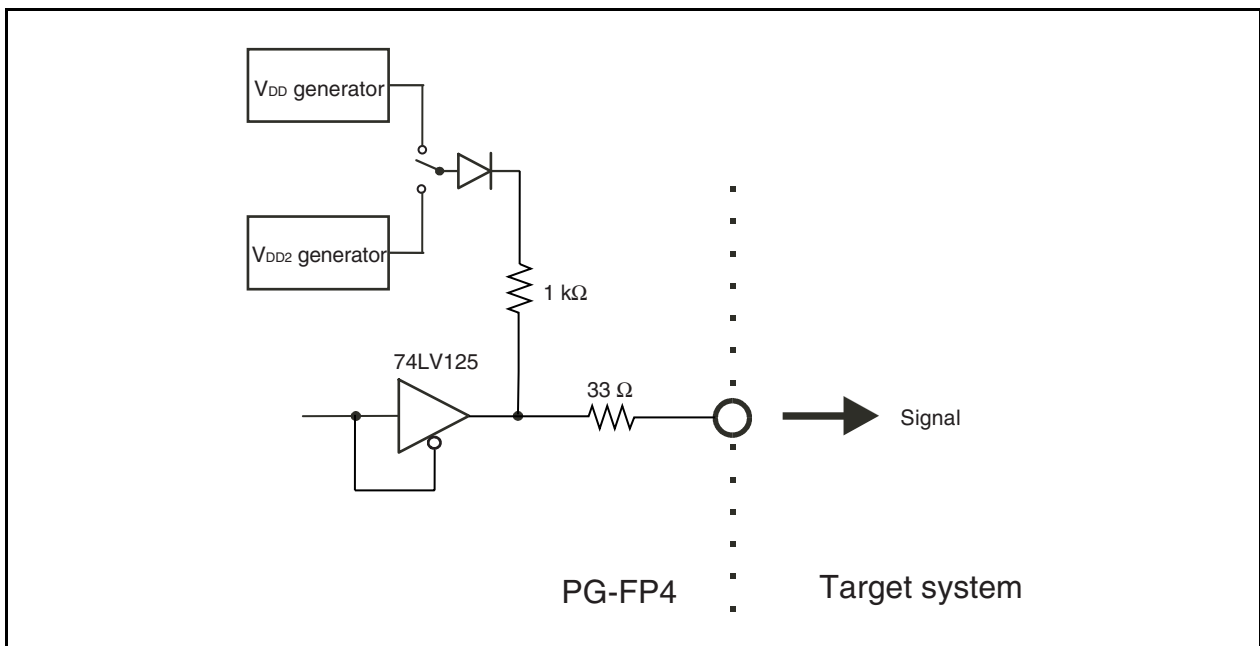 VDD generator
VDD2 generator
1 kΩ
74LV125
33 Ω
Signal
PG-FP4
Target system